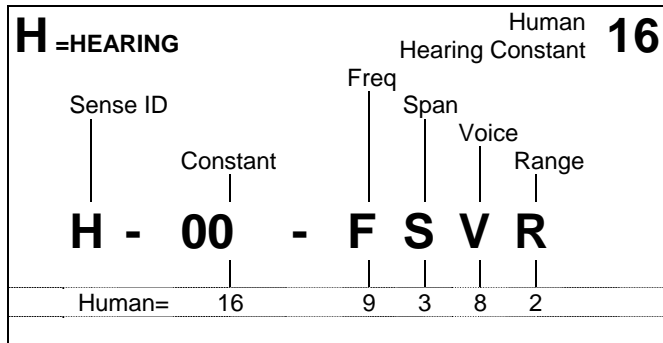 H =HEARING Human 16
Hearing Constant
Freq
Sense ID Span
Voice
Constant Range
H - 00 - F S V R
Human= 16 9 3 8 2